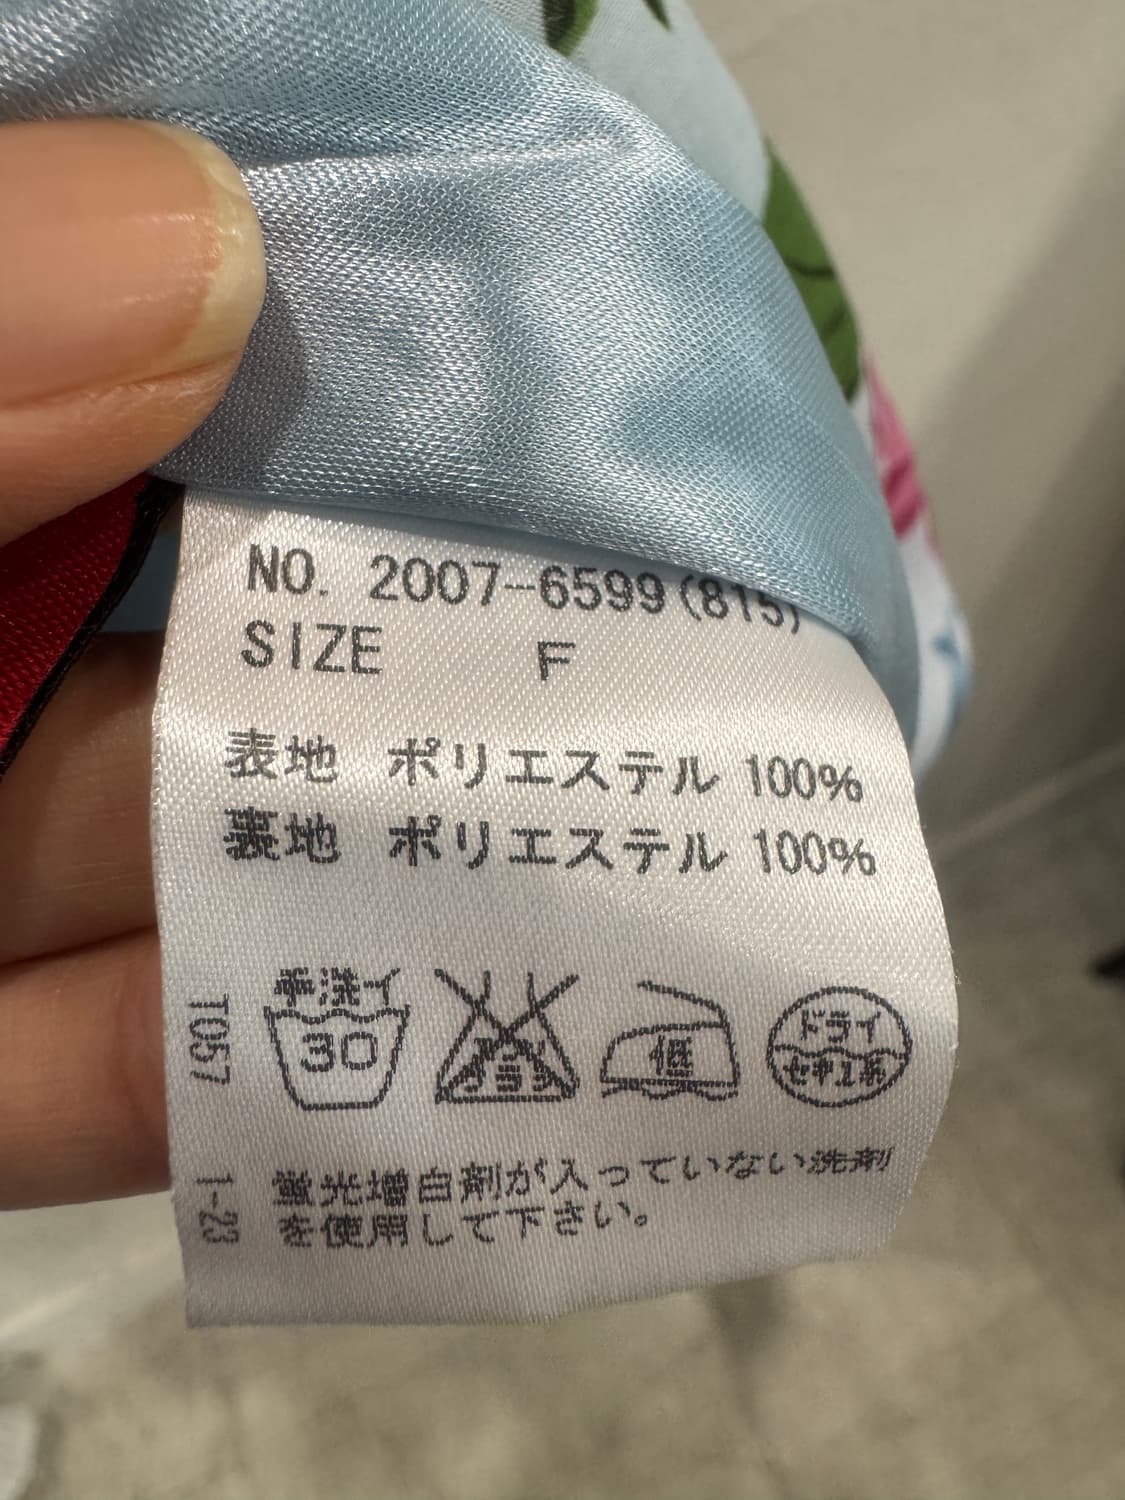 NO. 2007-6599(815)
SIZE F
表地 ポリエステル 100%
裏地 ポリエステル 100%
手洗イ
30
低
ドライ
セキユ系
蛍光増白剤が入っていない洗剤
を使用して下さい。
T057
1-23